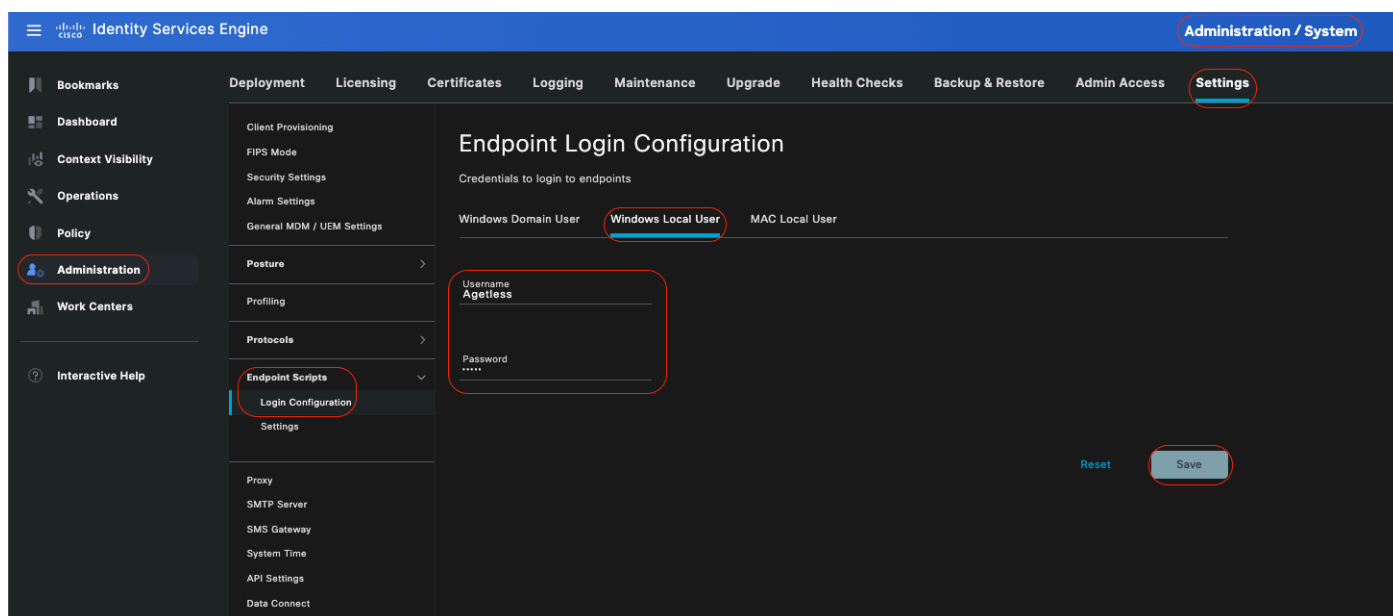 cisco Identity Services Engine
Administration / System
Bookmarks
Dashboard
Context Visibility
Operations
Policy
Administration
Work Centers
Interactive Help
Deployment Licensing Certificates Logging Maintenance Upgrade Health Checks Backup & Restore Admin Access Settings
Client Provisioning
FIPS Mode
Security Settings
Alarm Settings
General MDM / UEM Settings
Posture
Profiling
Protocols
Endpoint Scripts
Login Configuration
Settings
Proxy
SMTP Server
SMS Gateway
System Time
API Settings
Data Connect
Endpoint Login Configuration
Credentials to login to endpoints
Windows Domain User Windows Local User MAC Local User
Username
Agetless
Password
•••••
Reset Save